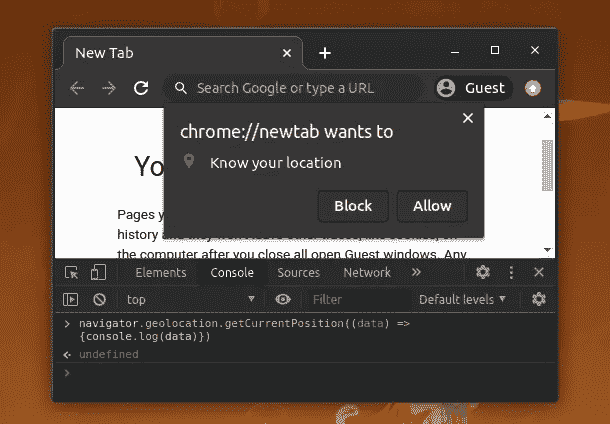 New Tab
Search Google or type a URL
Guest
chrome://newtab wants to
Know your location
Block
Allow
Yo
Pages y
history a
the computer after you close all open Guest windows. Any
Elements
Console
Sources
Network
top
Filter
Default levels
navigator.geolocation.getCurrentPosition((data) =>
{console.log(data)})
undefined